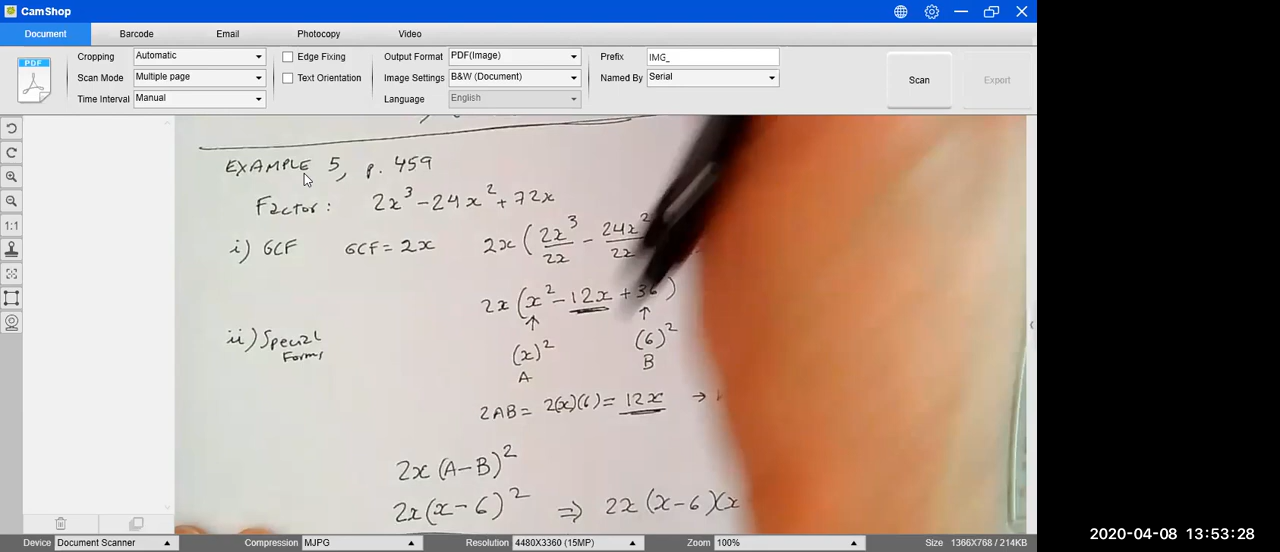 CamShop
Document Barcode Email Photocopy Video
Cropping Automatic Edge Fixing Output Format PDF(Image) Prefix IMG_
PDF Scan Mode Multiple page Text Orientation Image Settings B&W (Document) Named By Serial Scan Export
Time Interval Manual Language English
1:1
EXAMPLE 5, p. 459
Factor: 2x³ - 24x² + 72x
i) GCF GCF = 2x 2x ( 2x³/2x - 24x²/2x
2x (x² - 12x + 36)
↑ ↑
ii) Special Forms (x)² (6)²
A B
2AB = 2(x)(6) = 12x →
2x (A-B)²
2x (x-6)² ⇒ 2x (x-6)(x
2020-04-08 13:53:28
Device Document Scanner Compression MJPG Resolution 4480X3360 (15MP) Zoom 100% Size 1366X768 / 214KB